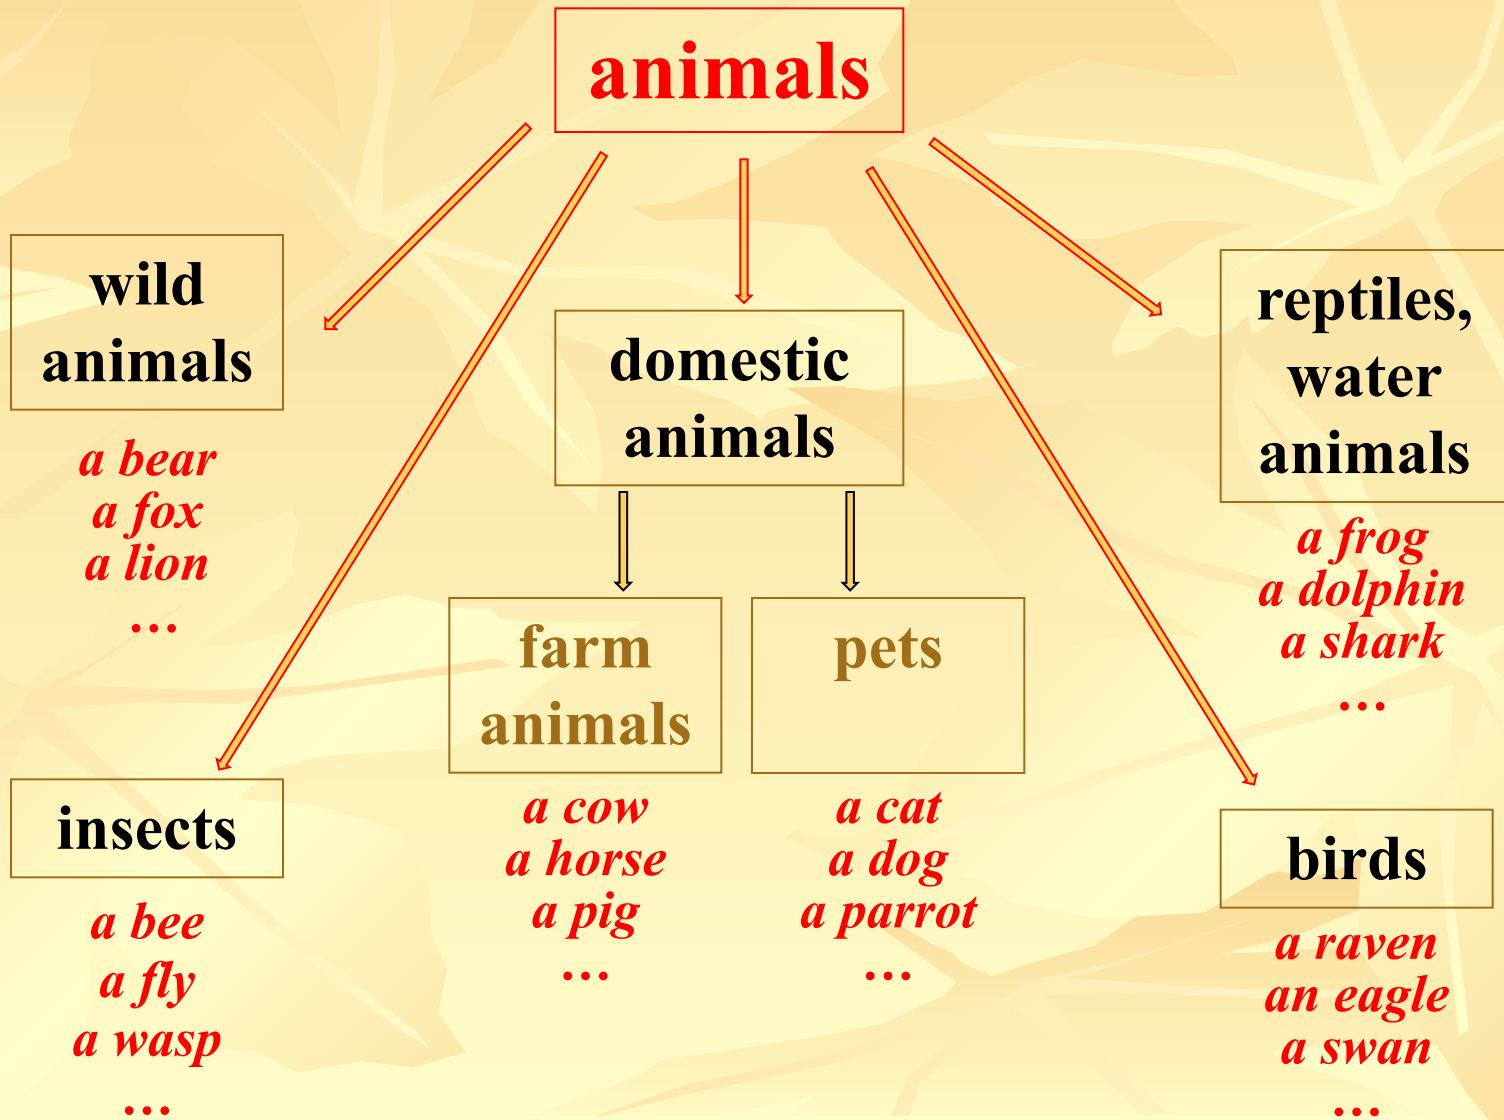 animals
wild
animals
a bear
a fox
a lion
…
domestic
animals
reptiles,
water
animals
a frog
a dolphin
a shark
…
farm
animals
a cow
a horse
a pig
…
pets
a cat
a dog
a parrot
…
insects
a bee
a fly
a wasp
…
birds
a raven
an eagle
a swan
…